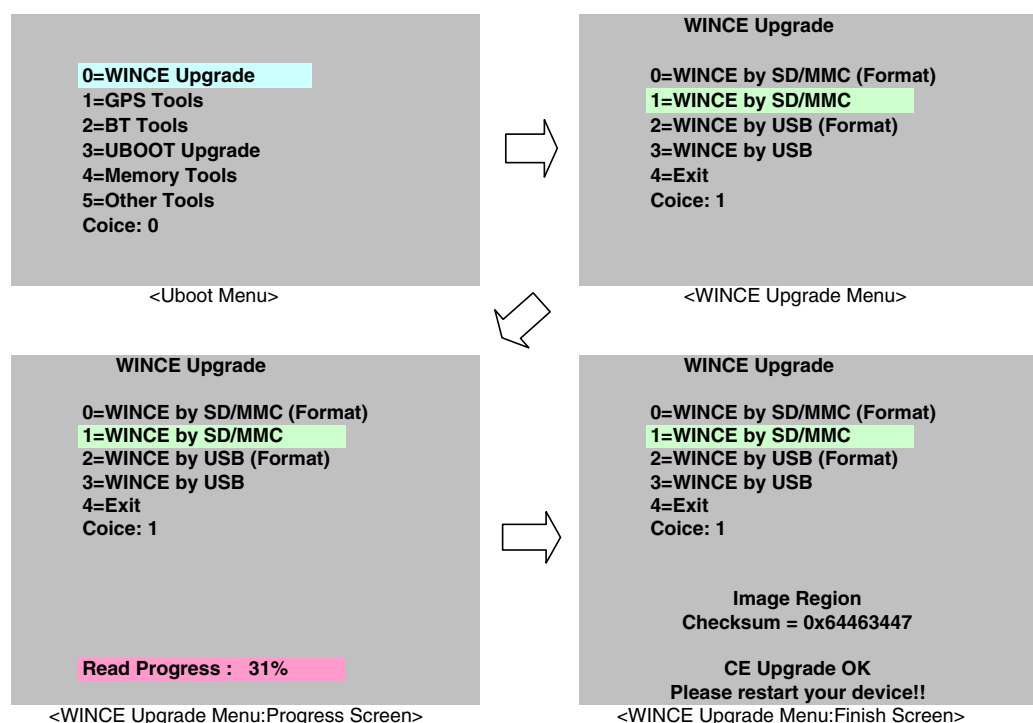 0=WINCE Upgrade
1=GPS Tools
2=BT Tools
3=UBOOT Upgrade
4=Memory Tools
5=Other Tools
Coice: 0
<Uboot Menu>
WINCE Upgrade
0=WINCE by SD/MMC (Format)
1=WINCE by SD/MMC
2=WINCE by USB (Format)
3=WINCE by USB
4=Exit
Coice: 1
<WINCE Upgrade Menu>
WINCE Upgrade
0=WINCE by SD/MMC (Format)
1=WINCE by SD/MMC
2=WINCE by USB (Format)
3=WINCE by USB
4=Exit
Coice: 1
Read Progress : 31%
<WINCE Upgrade Menu:Progress Screen>
WINCE Upgrade
0=WINCE by SD/MMC (Format)
1=WINCE by SD/MMC
2=WINCE by USB (Format)
3=WINCE by USB
4=Exit
Coice: 1
Image Region
Checksum = 0x64463447
CE Upgrade OK
Please restart your device!!
<WINCE Upgrade Menu:Finish Screen>